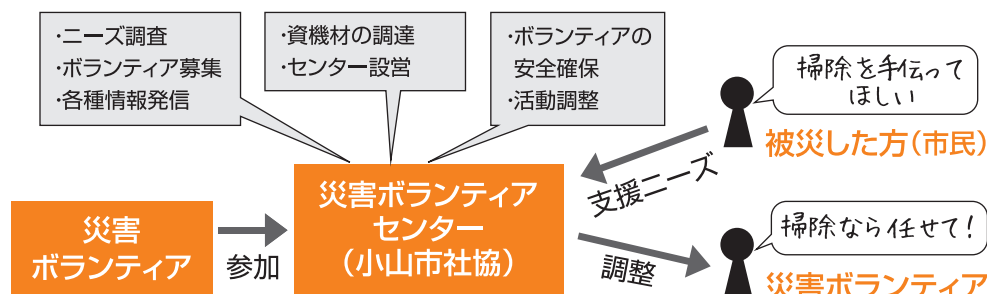 ・ニーズ調査
・ボランティア募集
・各種情報発信
・資機材の調達
・センター設営
・ボランティアの
安全確保
・活動調整
掃除を手伝って
ほしい
被災した方(市民)
支援ニーズ
災害ボランティア
センター
(小山市社協)
災害
ボランティア
参加
調整
掃除なら任せて!
災害ボランティア